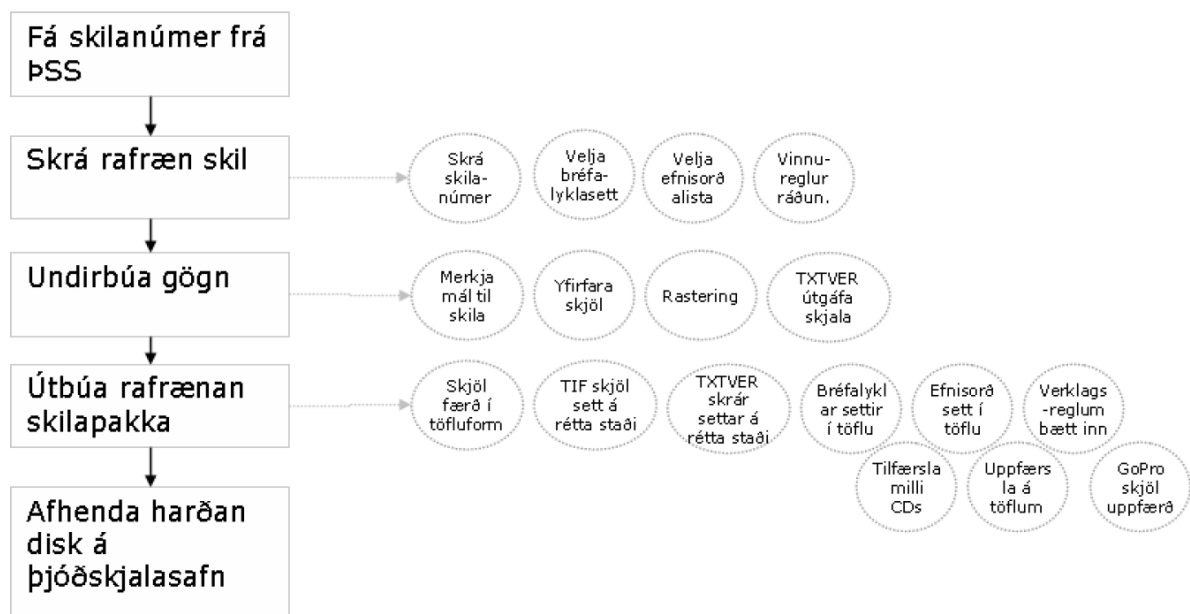 Fá skilanúmer frá
ÞSS
Skrá rafræn skil
Skrá
skila-
númer
Velja
bréfa-
lyklasett
Velja
efnisorð
alista
Vinnu-
reglur
ráðun.
Undirbúa gögn
Merkja
mál til
skila
Yfirfara
skjöl
Rastering
TXTVER
útgáfa
skjala
Útbúa rafrænan
skilapakka
Skjöl
færð í
töfluform
TIF skjöl
sett á
rétta staði
TXTVER
skrár
settar á
rétta staði
Bréfalykl
ar settir
í töflu
Efnisorð
sett í
töflu
Verklags
-reglum
bætt inn
Tilfærsla
milli
CDs
Uppfærs
la á
töflum
GoPro
skjöl
uppfærð
Afhenda harðan
disk á
þjóðskjalasafn